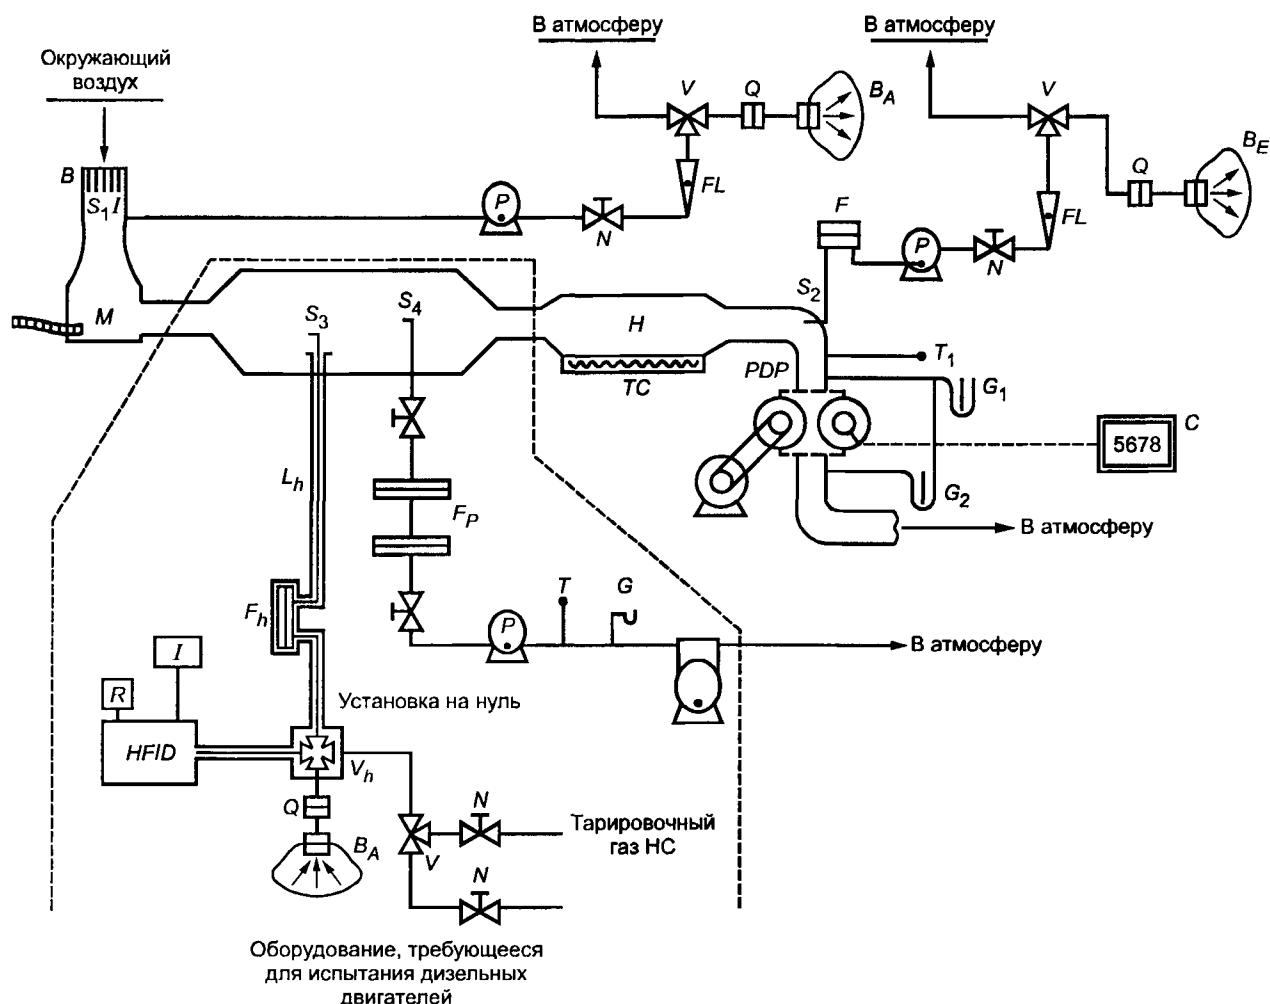 В атмосферу
В атмосферу
Окружающий
воздух
V
Q
B_A
V
B_E
Q
B
S_1 I
P
N
FL
F
P
N
FL
S_2
M
S_3
S_4
H
TC
PDP
T_1
G_1
C
5678
L_h
F_P
G_2
В атмосферу
F_h
P
T
G
В атмосферу
I
R
Установка на нуль
HFID
V_h
Q
B_A
N
V
Тарировочный
газ НС
N
Оборудование, требующееся
для испытания дизельных
двигателей